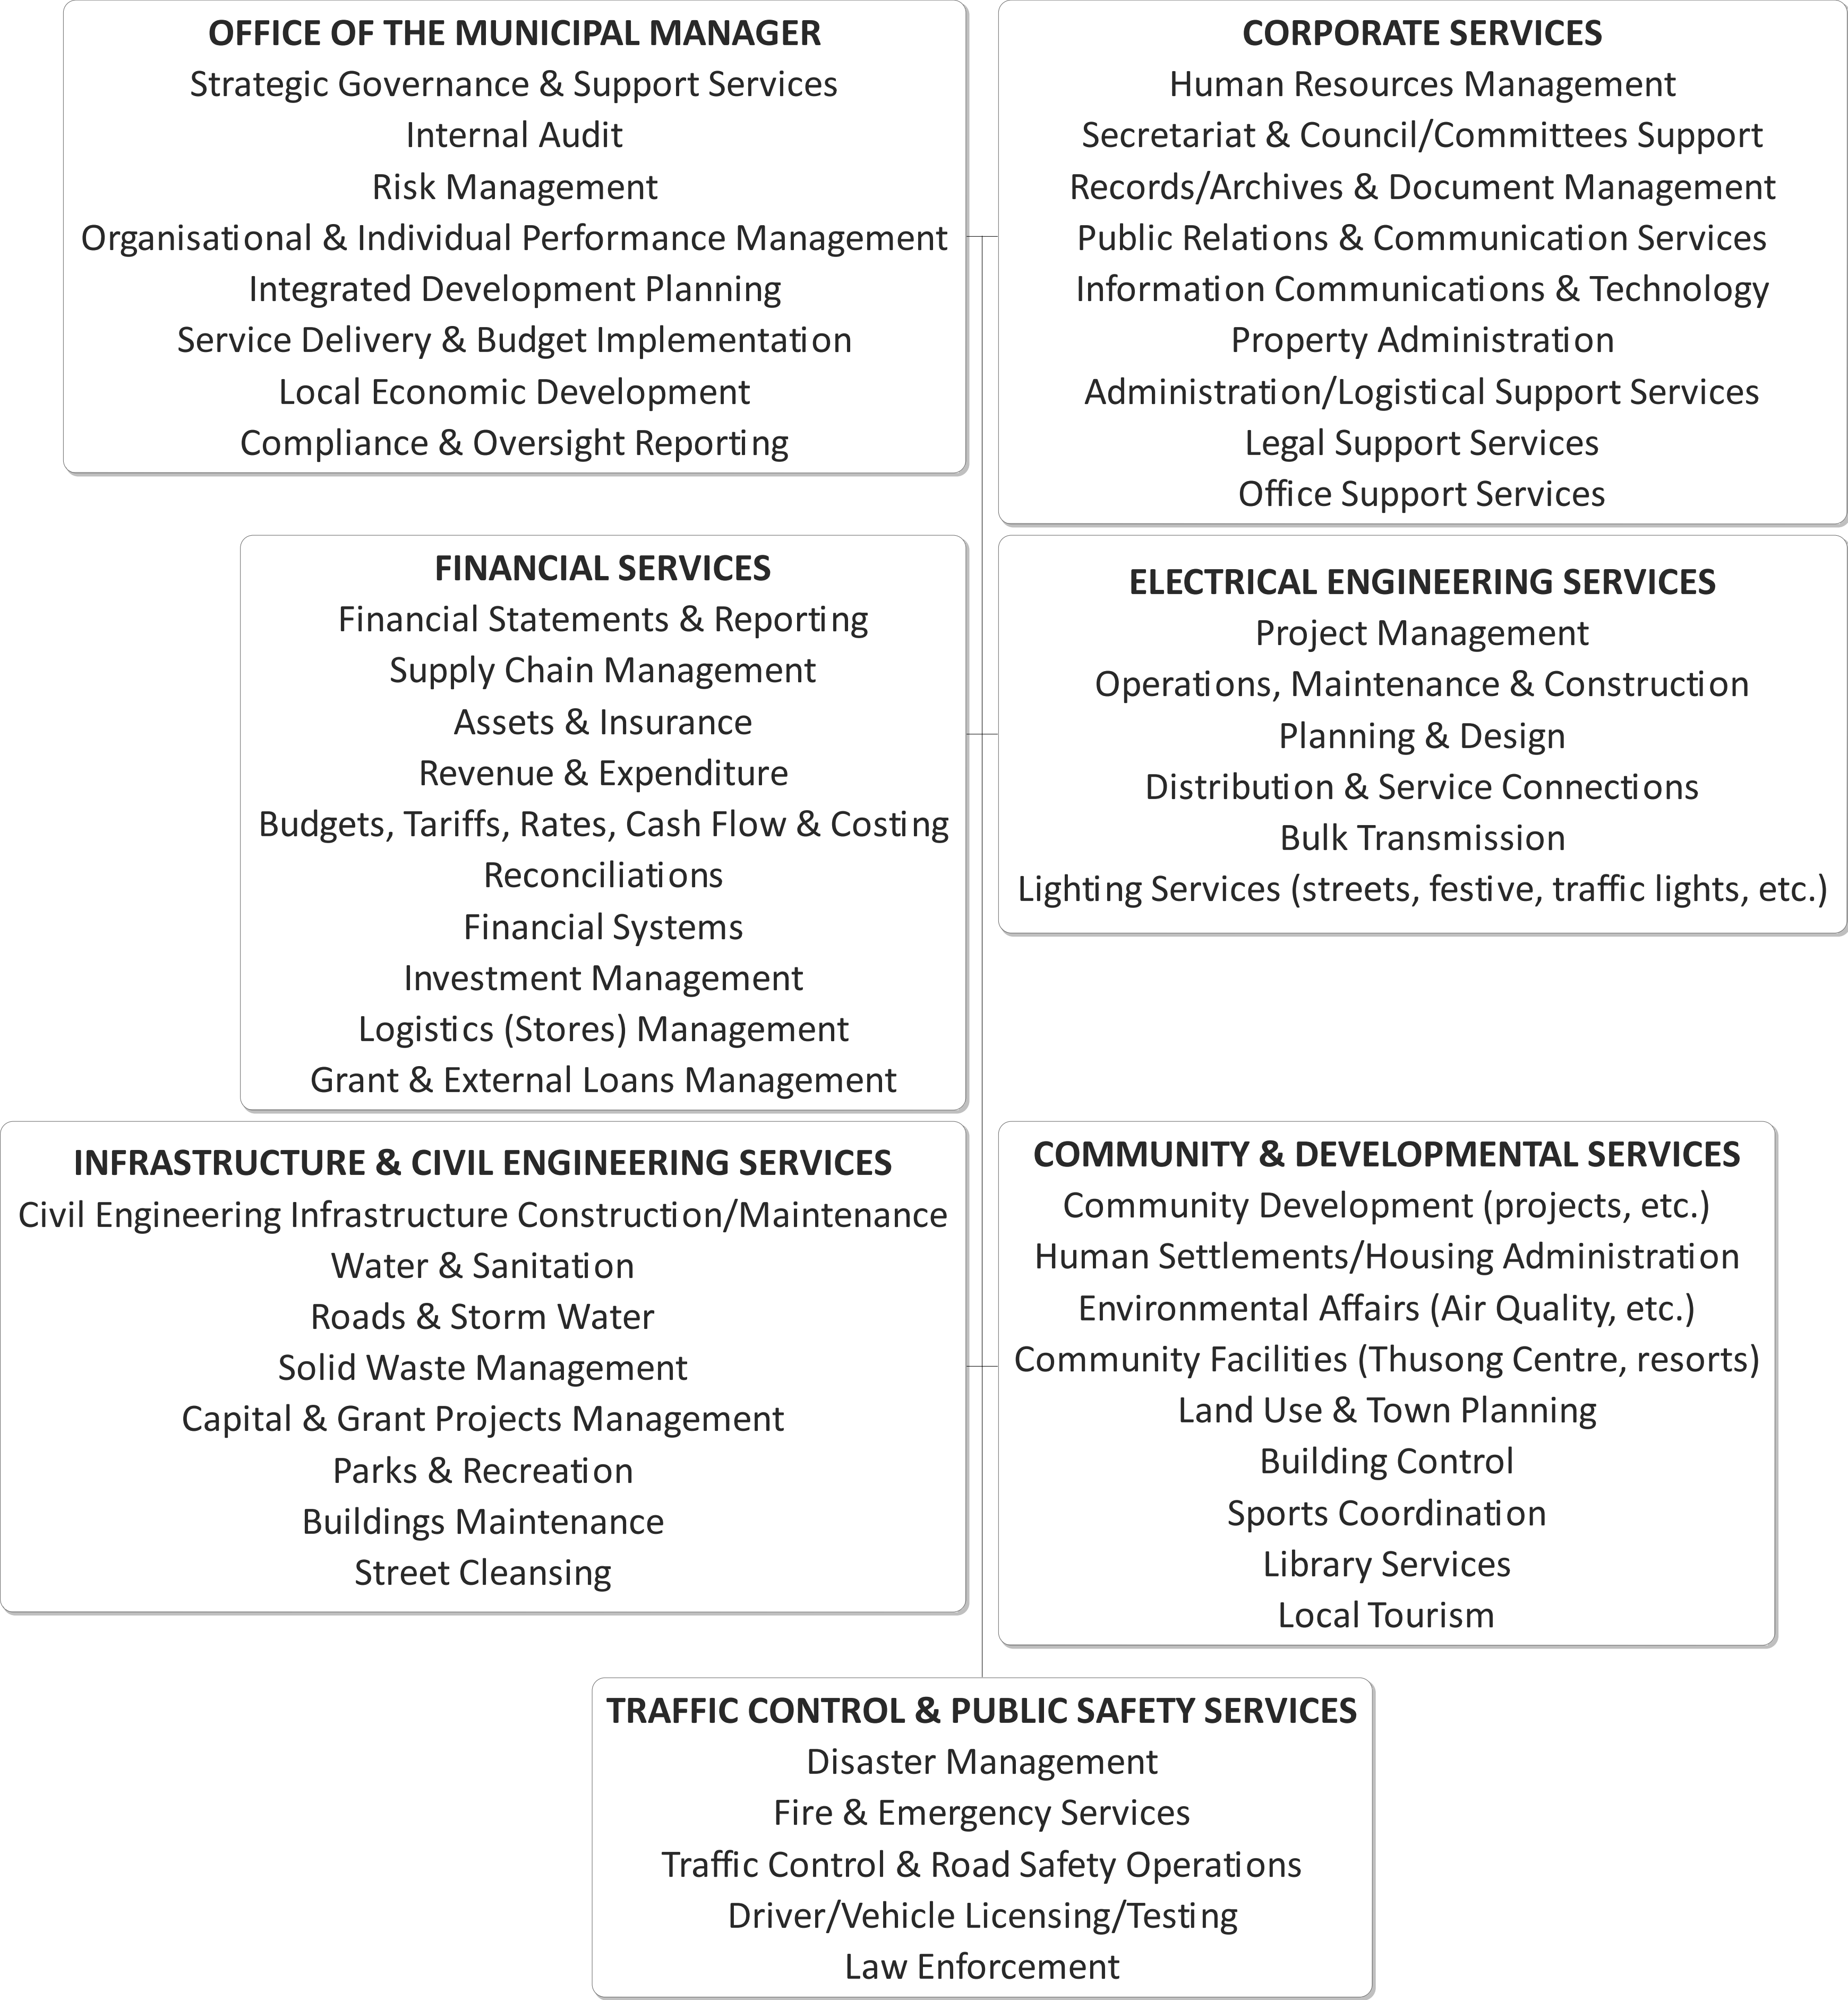 OFFICE OF THE MUNICIPAL MANAGER
Strategic Governance & Support Services
Internal Audit
Risk Management
Organisational & Individual Performance Management
Integrated Development Planning
Service Delivery & Budget Implementation
Local Economic Development
Compliance & Oversight Reporting
CORPORATE SERVICES
Human Resources Management
Secretariat & Council/Committees Support
Records/Archives & Document Management
Public Relations & Communication Services
Information Communications & Technology
Property Administration
Administration/Logistical Support Services
Legal Support Services
Office Support Services
FINANCIAL SERVICES
Financial Statements & Reporting
Supply Chain Management
Assets & Insurance
Revenue & Expenditure
Budgets, Tariffs, Rates, Cash Flow & Costing
Reconciliations
Financial Systems
Investment Management
Logistics (Stores) Management
Grant & External Loans Management
ELECTRICAL ENGINEERING SERVICES
Project Management
Operations, Maintenance & Construction
Planning & Design
Distribution & Service Connections
Bulk Transmission
Lighting Services (streets, festive, traffic lights, etc.)
INFRASTRUCTURE & CIVIL ENGINEERING SERVICES
Civil Engineering Infrastructure Construction/Maintenance
Water & Sanitation
Roads & Storm Water
Solid Waste Management
Capital & Grant Projects Management
Parks & Recreation
Buildings Maintenance
Street Cleansing
COMMUNITY & DEVELOPMENTAL SERVICES
Community Development (projects, etc.)
Human Settlements/Housing Administration
Environmental Affairs (Air Quality, etc.)
Community Facilities (Thusong Centre, resorts)
Land Use & Town Planning
Building Control
Sports Coordination
Library Services
Local Tourism
TRAFFIC CONTROL & PUBLIC SAFETY SERVICES
Disaster Management
Fire & Emergency Services
Traffic Control & Road Safety Operations
Driver/Vehicle Licensing/Testing
Law Enforcement